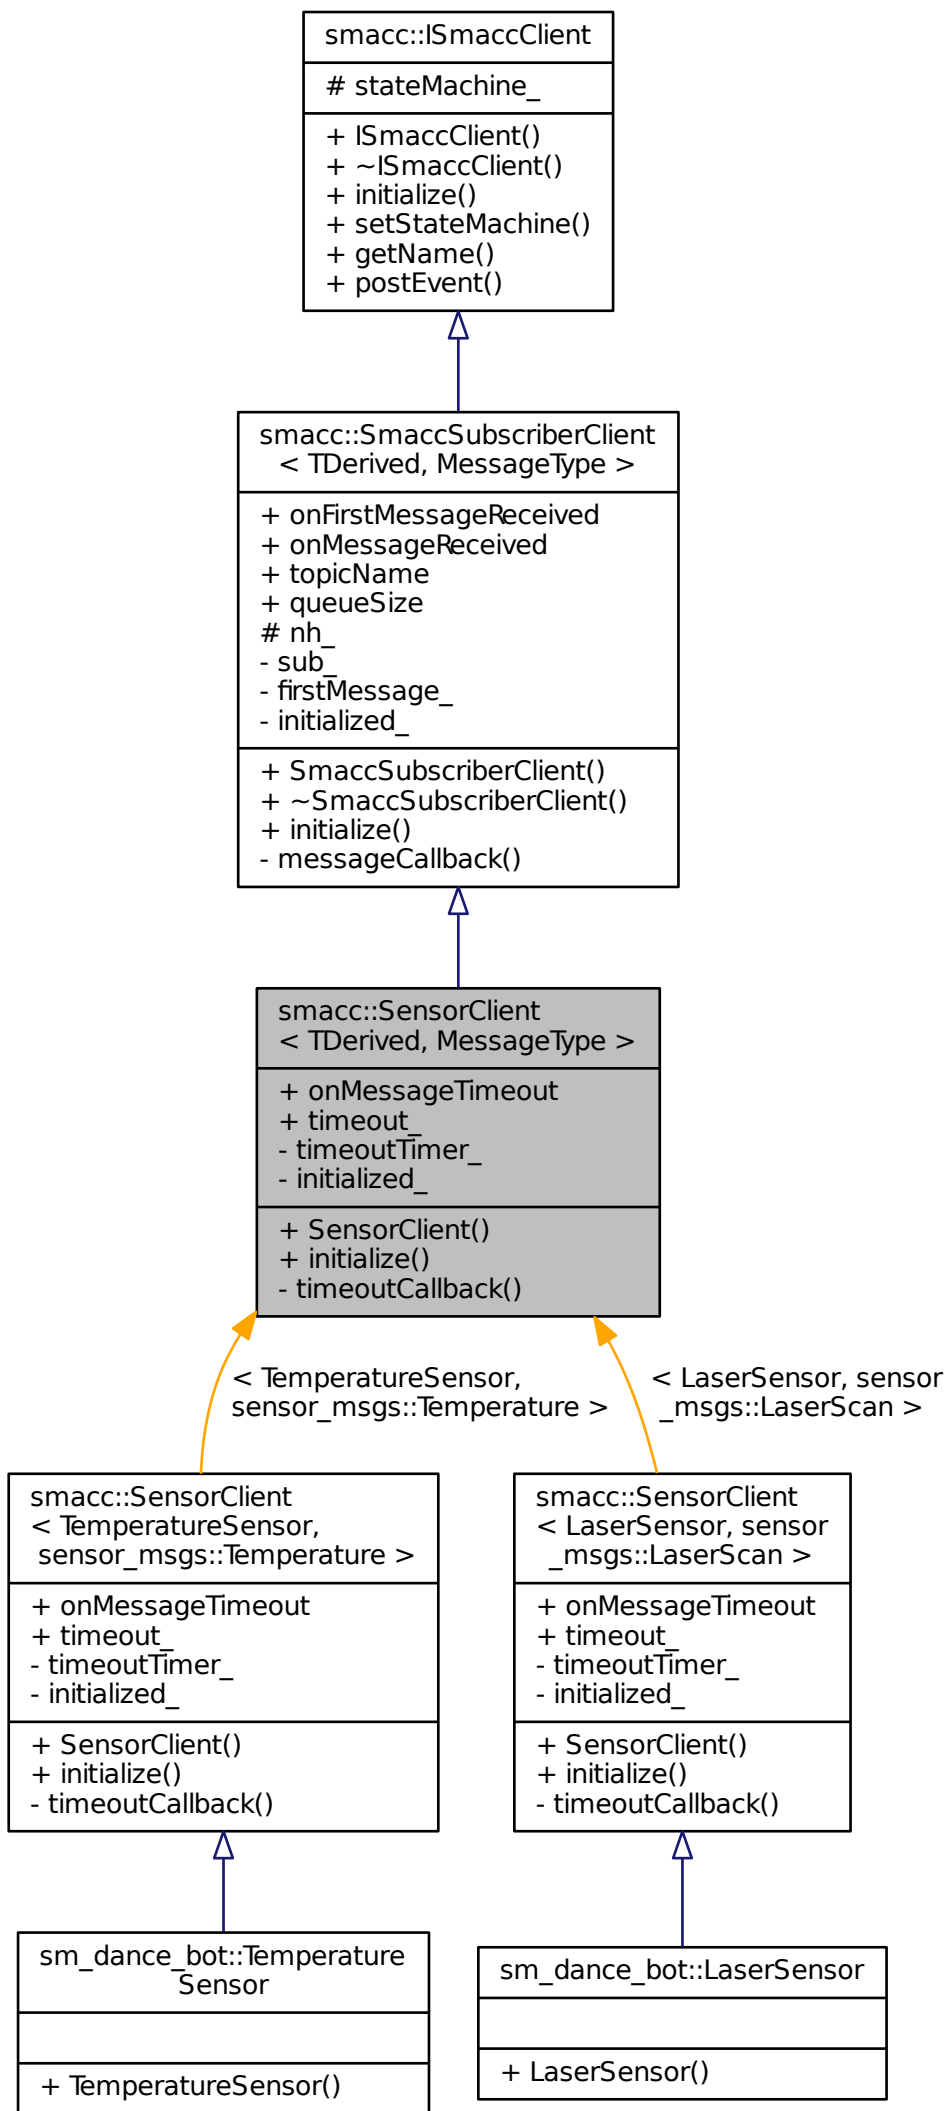 smacc::ISmaccClient
# stateMachine_
+ ISmaccClient()
+ ~ISmaccClient()
+ initialize()
+ setStateMachine()
+ getName()
+ postEvent()
smacc::SmaccSubscriberClient
< TDerived, MessageType >
+ onFirstMessageReceived
+ onMessageReceived
+ topicName
+ queueSize
# nh_
- sub_
- firstMessage_
- initialized_
+ SmaccSubscriberClient()
+ ~SmaccSubscriberClient()
+ initialize()
- messageCallback()
smacc::SensorClient
< TDerived, MessageType >
+ onMessageTimeout
+ timeout_
- timeoutTimer_
- initialized_
+ SensorClient()
+ initialize()
- timeoutCallback()
< TemperatureSensor,
sensor_msgs::Temperature >
< LaserSensor, sensor
_msgs::LaserScan >
smacc::SensorClient
< TemperatureSensor,
sensor_msgs::Temperature >
+ onMessageTimeout
+ timeout_
- timeoutTimer_
- initialized_
+ SensorClient()
+ initialize()
- timeoutCallback()
smacc::SensorClient
< LaserSensor, sensor
_msgs::LaserScan >
+ onMessageTimeout
+ timeout_
- timeoutTimer_
- initialized_
+ SensorClient()
+ initialize()
- timeoutCallback()
sm_dance_bot::Temperature
Sensor
+ TemperatureSensor()
sm_dance_bot::LaserSensor
+ LaserSensor()